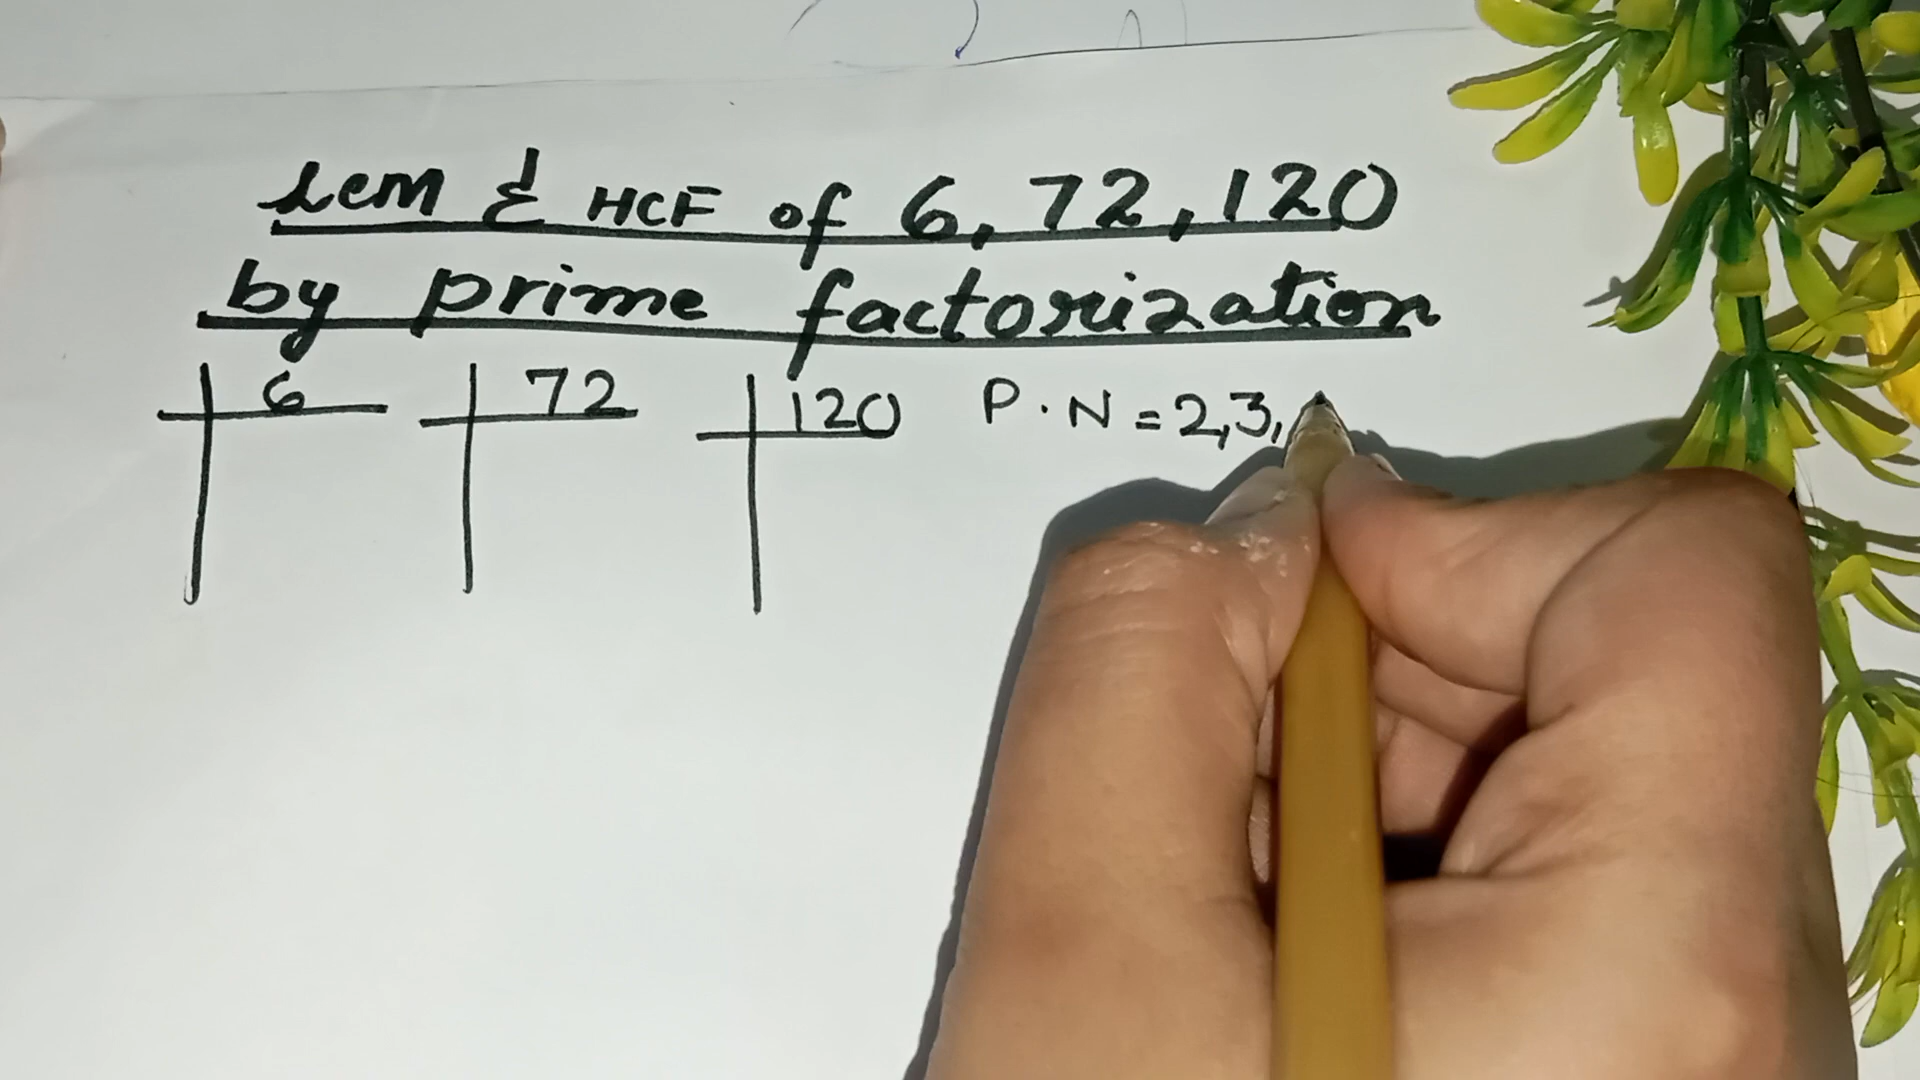 Lcm & HCF of 6, 72, 120
by prime factorization
6 72 120 P.N = 2,3,